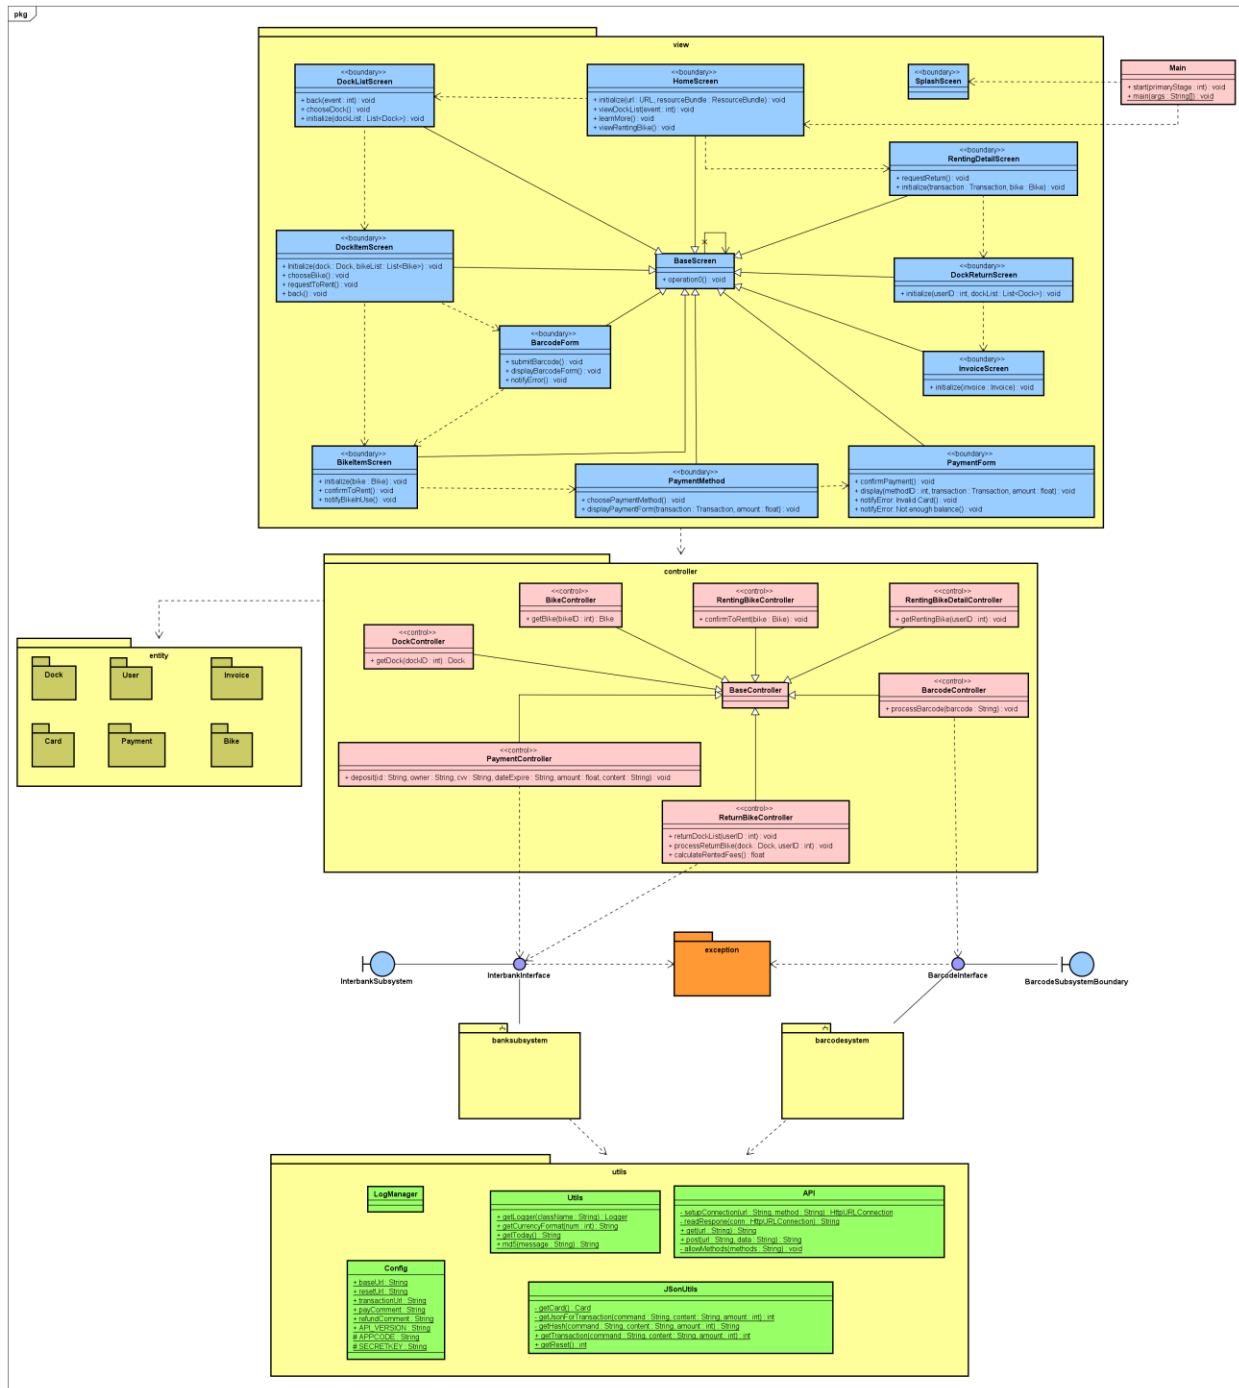 pkg
view
<<boundary>>
DockListScreen
+ back(event : int) : void
+ chooseDock() : void
+ initialize(dockList : List<Dock>) : void
<<boundary>>
HomeScreen
+ initialize(url : URL, resourceBundle : ResourceBundle) : void
+ viewDockList(event : int) : void
+ learnMore() : void
+ viewRentingBike() : void
<<boundary>>
SplashSceen
Main
+ start(primaryStage : int) : void
+ main(args : String[]) : void
<<boundary>>
RentingDetailScreen
+ requestReturn() : void
+ initialize(transaction : Transaction, bike : Bike) : void
<<boundary>>
DockItemScreen
+ Initialize(dock : Dock, bikeList : List<Bike>) : void
+ chooseBike() : void
+ requestToRent() : void
+ back() : void
BaseScreen
+ operation0() : void
<<boundary>>
DockReturnScreen
+ initialize(userID : int, dockList : List<Dock>) : void
<<boundary>>
BarcodeForm
+ submitBarcode() : void
+ displayBarcodeForm() : void
+ notifyError() : void
<<boundary>>
InvoiceScreen
+ initialize(invoice : Invoice) : void
<<boundary>>
BikeItemScreen
+ initialize(bike : Bike) : void
+ confirmToRent() : void
+ notifyBikeInUse() : void
<<boundary>>
PaymentMethod
+ choosePaymentMethod() : void
+ displayPaymentForm(transaction : Transaction, amount : float) : void
<<boundary>>
PaymentForm
+ confirmPayment() : void
+ display(methodID : int, transaction : Transaction, amount : float) : void
+ notifyError: Invalid Card() : void
+ notifyError: Not enough balance() : void
controller
<<control>>
BikeController
+ getBike(bikeID : int) : Bike
<<control>>
RentingBikeController
+ confirmToRent(bike : Bike) : void
<<control>>
RentingBikeDetailController
+ getRentingBike(userID : int) : void
<<control>>
DockController
+ getDock(dockID : int) : Dock
BaseController
<<control>>
BarcodeController
+ processBarcode(barcode : String) : void
<<control>>
PaymentController
+ deposit(id : String, owner : String, cvv : String, dateExpire : String, amount : float, content : String) : void
<<control>>
ReturnBikeController
+ returnDockList(userID : int) : void
+ processReturnBike(dock : Dock, userID : int) : void
+ calculateRentedFees() : float
entity
Dock
User
Invoice
Card
Payment
Bike
InterbankSubsystem
InterbankInterface
exception
BarcodeInterface
BarcodeSubsystemBoundary
banksubsystem
barcodesystem
utils
LogManager
Utils
+ getLogger(className : String) : Logger
+ getCurrencyFormat(num : int) : String
+ getToday() : String
+ md5(message : String) : String
API
- setupConnection(url : String, method : String) : HttpURLConnection
- readRespone(conn : HttpURLConnection) : String
+ get(url : String) : String
+ post(url : String, data : String) : String
- allowMethods(methods : String) : void
Config
+ baseUrl : String
+ resetUrl : String
+ transactionUrl : String
+ payComment : String
+ refundComment : String
+ API_VERSION : String
# APPCODE : String
# SECRETKEY : String
JSonUtils
- getCard() : Card
- getJsonForTransaction(command : String, content : String, amount : int) : int
- getHash(command : String, content : String, amount : int) : String
+ getTransaction(command : String, content : String, amount : int) : int
+ getReset() : int